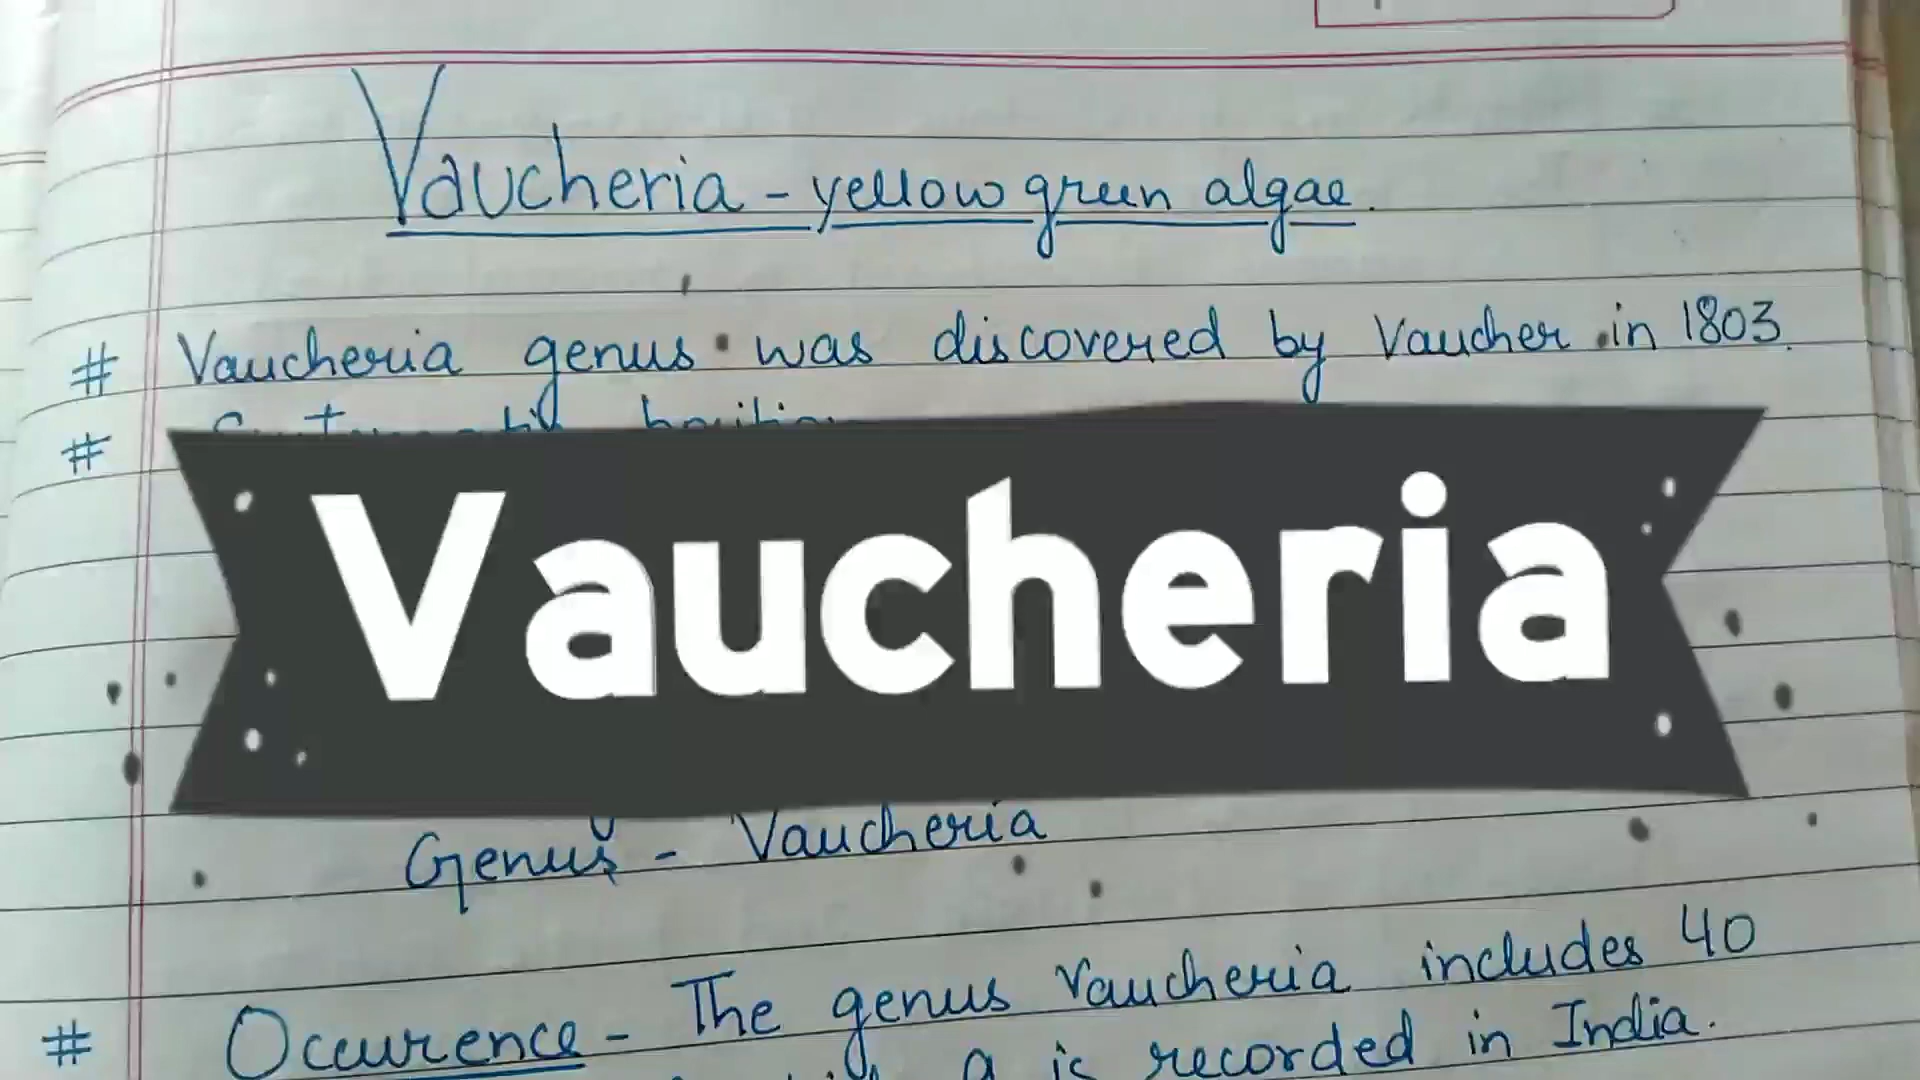 Vaucheria - yellow green algae.
# Vaucheria genus was discovered by Vaucher in 1803.
#
Vaucheria
Genus - Vaucheria
# Occurence - The genus Vaucheria includes 40
9 is recorded in India.